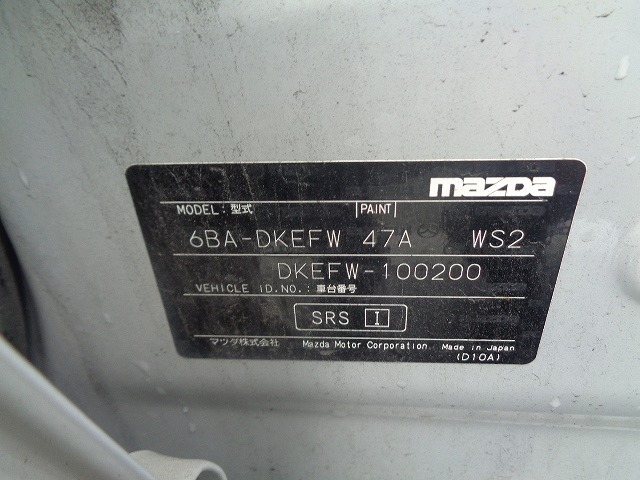 mazda
MODEL:型式 PAINT
6BA-DKEFW 47A WS2
DKEFW-100200
VEHICLE ID.NO.:車台番号
SRS I
マツダ株式会社 Mazda Motor Corporation Made in Japan
(D10A)